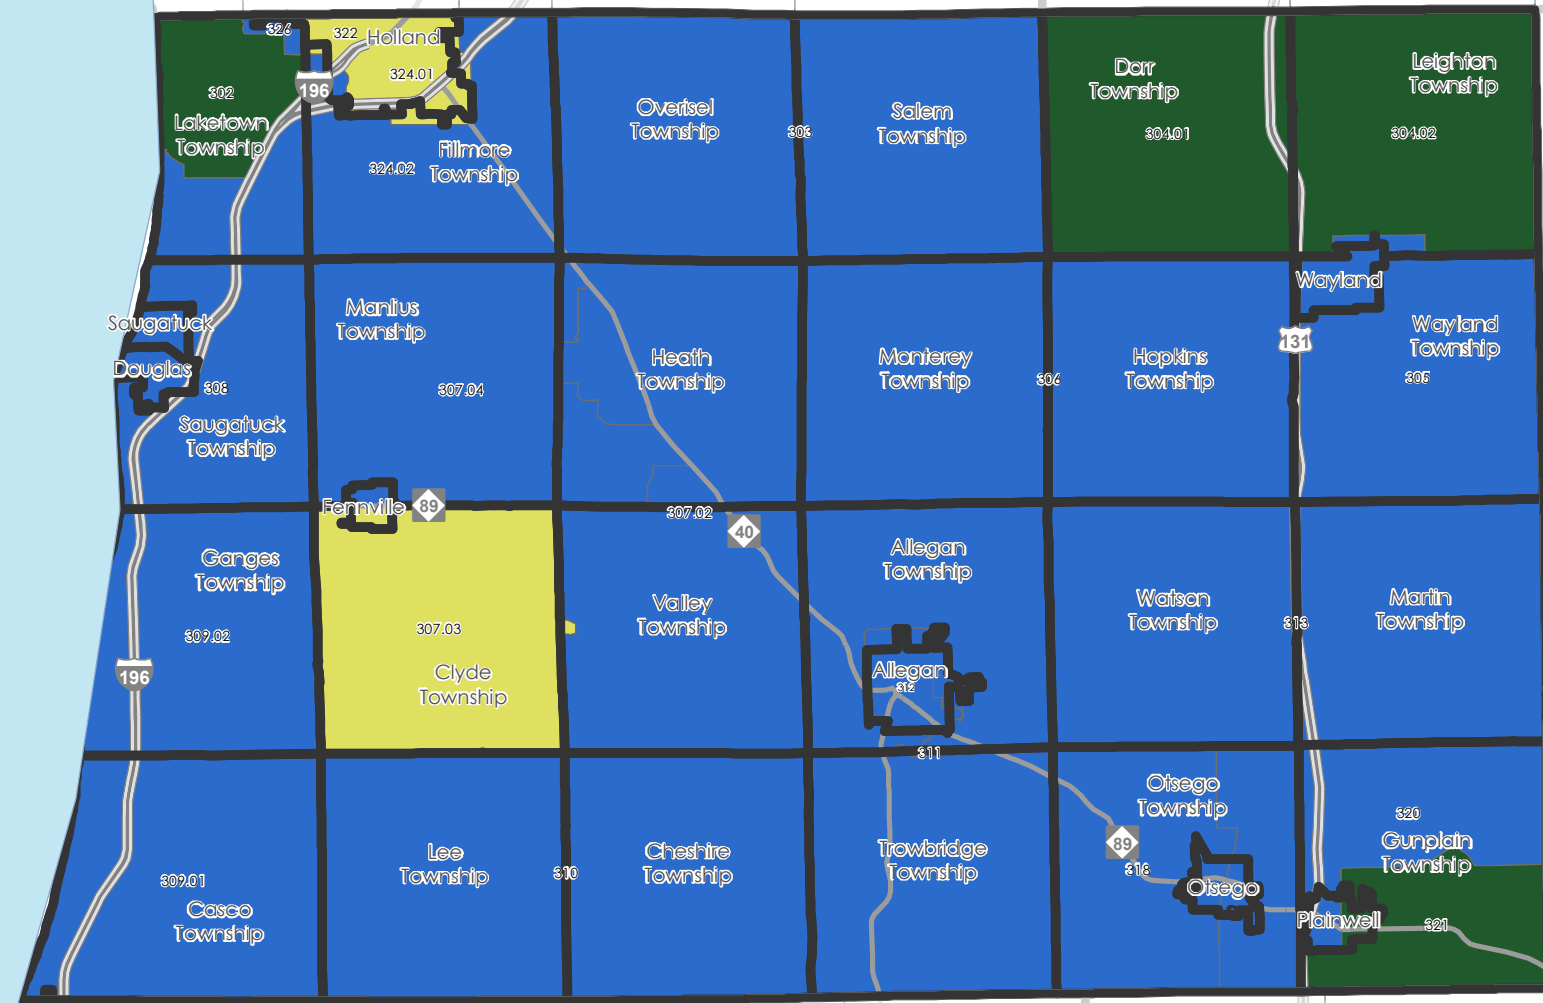 326
322
Holland
324.01
302
196
Laketown
Township
324.02
Fillmore
Township
Overisel
Township
303
Salem
Township
Dorr
Township
304.01
Leighton
Township
304.02
Wayland
131
Wayland
Township
305
Saugatuck
Douglas
308
Saugatuck
Township
Manlius
Township
307.04
Heath
Township
Monterey
Township
306
Hopkins
Township
Fennville
89
307.02
40
Ganges
Township
309.02
196
307.03
Clyde
Township
Valley
Township
Allegan
Township
Allegan
312
311
Watson
Township
313
Martin
Township
309.01
Casco
Township
Lee
Township
310
Cheshire
Township
Trowbridge
Township
Otsego
Township
89
318
Otsego
320
Gunplain
Township
Plainwell
321